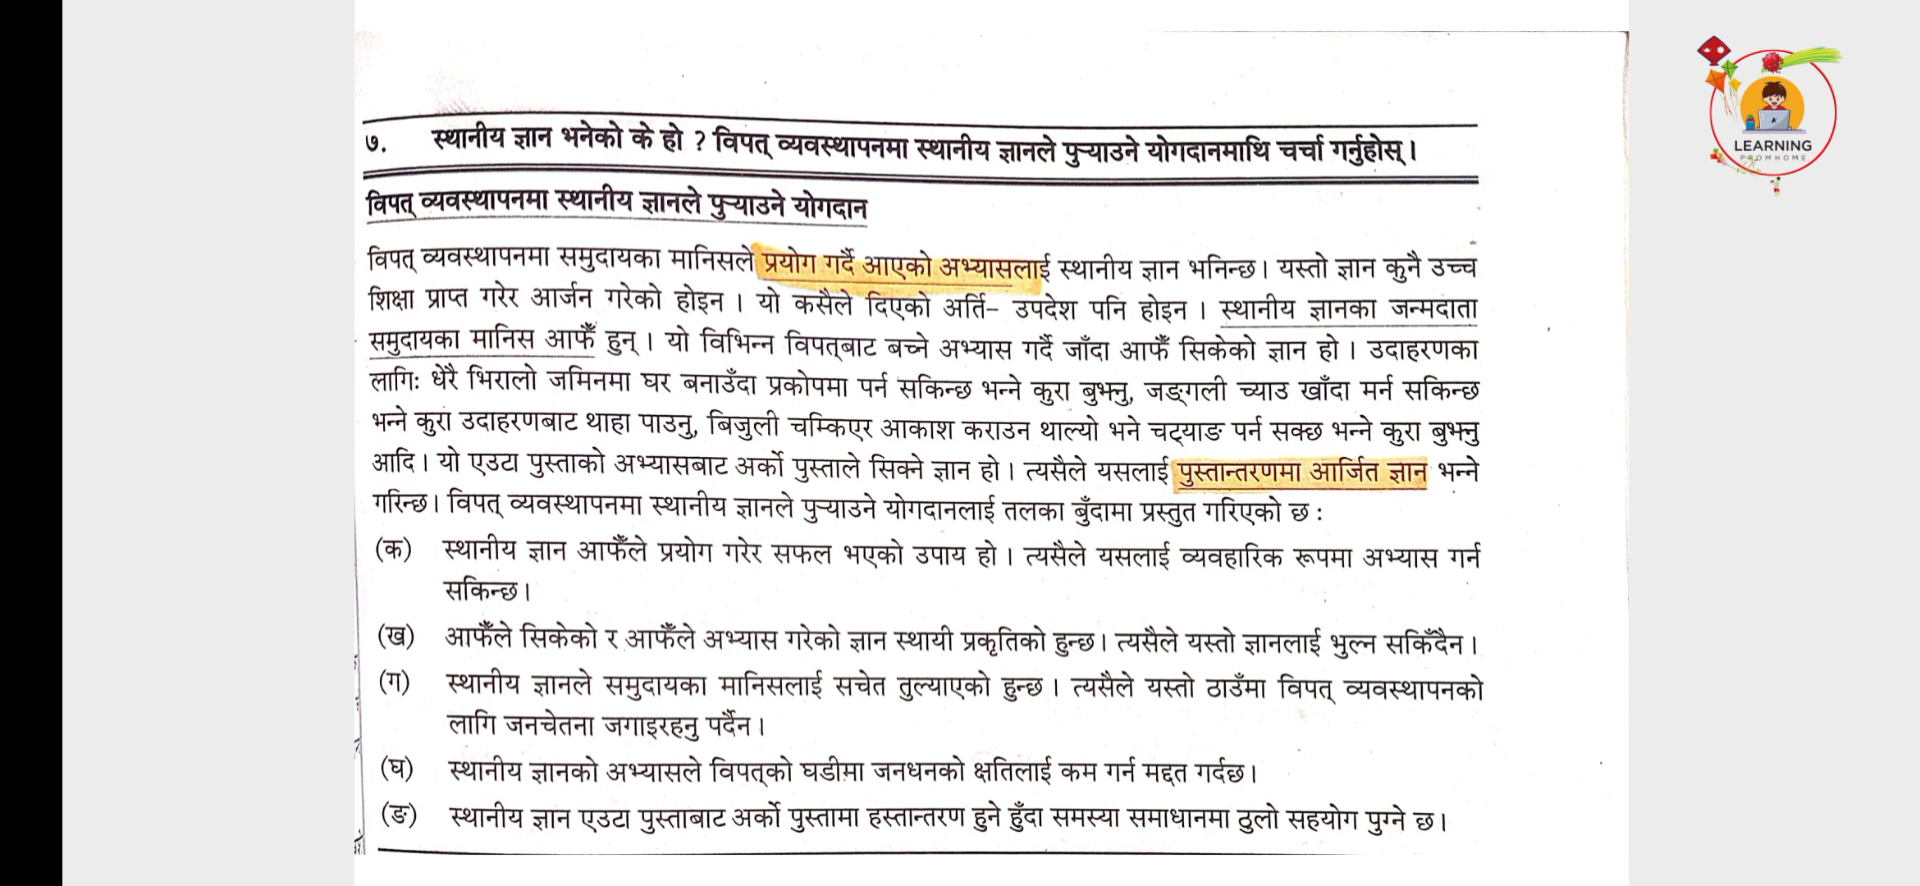 ७. स्थानीय ज्ञान भनेको के हो ? विपत् व्यवस्थापनमा स्थानीय ज्ञानले पुऱ्याउने योगदानमाथि चर्चा गर्नुहोस् ।
विपत् व्यवस्थापनमा स्थानीय ज्ञानले पुऱ्याउने योगदान
विपत् व्यवस्थापनमा समुदायका मानिसले प्रयोग गर्दै आएको अभ्यासलाई स्थानीय ज्ञान भनिन्छ । यस्तो ज्ञान कुनै उच्च
शिक्षा प्राप्त गरेर आर्जन गरेको होइन । यो कसैले दिएको अर्ति– उपदेश पनि होइन । स्थानीय ज्ञानका जन्मदाता
समुदायका मानिस आफैँ हुन् । यो विभिन्न विपत्बाट बच्ने अभ्यास गर्दै जाँदा आफैँ सिकेको ज्ञान हो । उदाहरणका
लागिः धेरै भिरालो जमिनमा घर बनाउँदा प्रकोपमा पर्न सकिन्छ भन्ने कुरा बुझ्नु, जङ्गली च्याउ खाँदा मर्न सकिन्छ
भन्ने कुरा उदाहरणबाट थाहा पाउनु, बिजुली चम्किएर आकाश कराउन थाल्यो भने चट्याङ पर्न सक्छ भन्ने कुरा बुझ्नु
आदि । यो एउटा पुस्ताको अभ्यासबाट अर्को पुस्ताले सिक्ने ज्ञान हो । त्यसैले यसलाई पुस्तान्तरणमा आर्जित ज्ञान भन्ने
गरिन्छ । विपत् व्यवस्थापनमा स्थानीय ज्ञानले पुऱ्याउने योगदानलाई तलका बुँदामा प्रस्तुत गरिएको छ :
(क) स्थानीय ज्ञान आफैँले प्रयोग गरेर सफल भएको उपाय हो । त्यसैले यसलाई व्यवहारिक रूपमा अभ्यास गर्न
सकिन्छ ।
(ख) आफैँले सिकेको र आफैँले अभ्यास गरेको ज्ञान स्थायी प्रकृतिको हुन्छ । त्यसैले यस्तो ज्ञानलाई भुल्न सकिँदैन ।
(ग) स्थानीय ज्ञानले समुदायका मानिसलाई सचेत तुल्याएको हुन्छ । त्यसैले यस्तो ठाउँमा विपत् व्यवस्थापनको
लागि जनचेतना जगाइरहनु पर्दैन ।
(घ) स्थानीय ज्ञानको अभ्यासले विपत्को घडीमा जनधनको क्षतिलाई कम गर्न मद्दत गर्दछ ।
(ङ) स्थानीय ज्ञान एउटा पुस्ताबाट अर्को पुस्तामा हस्तान्तरण हुने हुँदा समस्या समाधानमा ठुलो सहयोग पुग्ने छ ।
LEARNING
FROMHOME